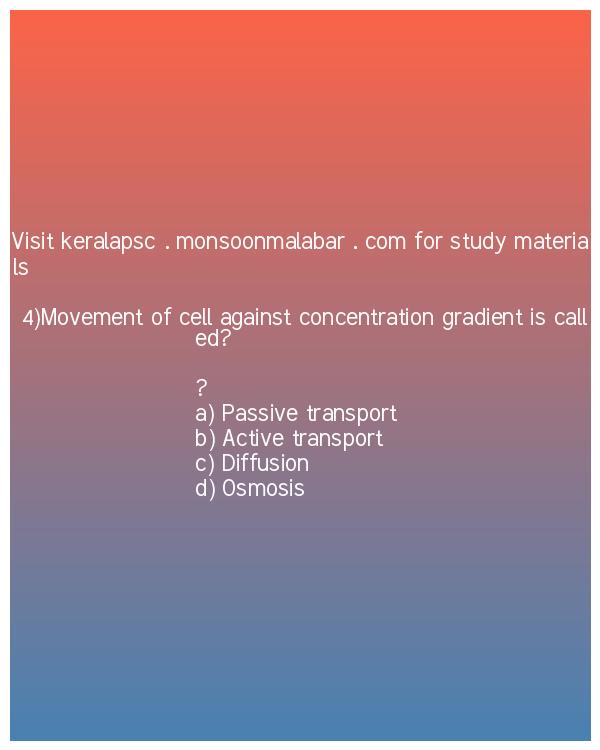 Visit keralapsc . monsoonmalabar . com for study materia
ls
4)Movement of cell against concentration gradient is call
ed?
?
a) Passive transport
b) Active transport
c) Diffusion
d) Osmosis